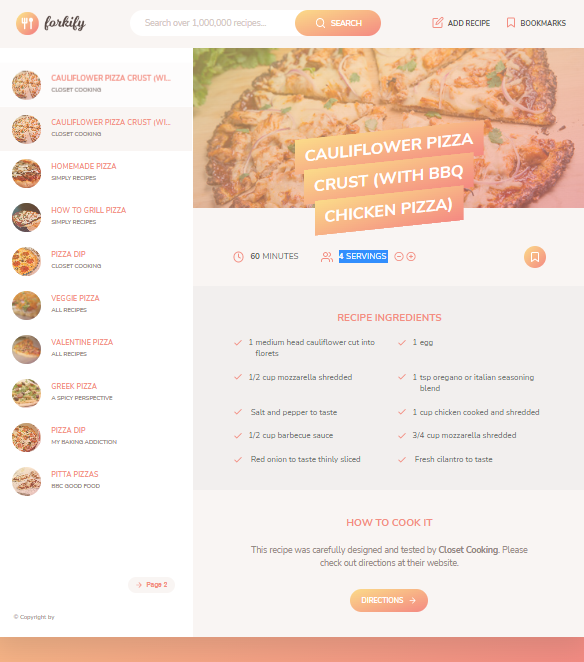 forkify
Search over 1,000,000 recipes...
SEARCH
ADD RECIPE
BOOKMARKS
CAULIFLOWER PIZZA CRUST (WI...
CLOSET COOKING
CAULIFLOWER PIZZA CRUST (WI...
CLOSET COOKING
HOMEMADE PIZZA
SIMPLY RECIPES
HOW TO GRILL PIZZA
SIMPLY RECIPES
PIZZA DIP
CLOSET COOKING
VEGGIE PIZZA
ALL RECIPES
VALENTINE PIZZA
ALL RECIPES
GREEK PIZZA
A SPICY PERSPECTIVE
PIZZA DIP
MY BAKING ADDICTION
PITTA PIZZAS
BBC GOOD FOOD
Page 2
© Copyright by
CAULIFLOWER PIZZA
CRUST (WITH BBQ
CHICKEN PIZZA)
60 MINUTES
4 SERVINGS
RECIPE INGREDIENTS
1 medium head cauliflower cut into
florets
1 egg
1/2 cup mozzarella shredded
1 tsp oregano or italian seasoning
blend
Salt and pepper to taste
1 cup chicken cooked and shredded
1/2 cup barbecue sauce
3/4 cup mozzarella shredded
Red onion to taste thinly sliced
Fresh cilantro to taste
HOW TO COOK IT
This recipe was carefully designed and tested by Closet Cooking. Please
check out directions at their website.
DIRECTIONS